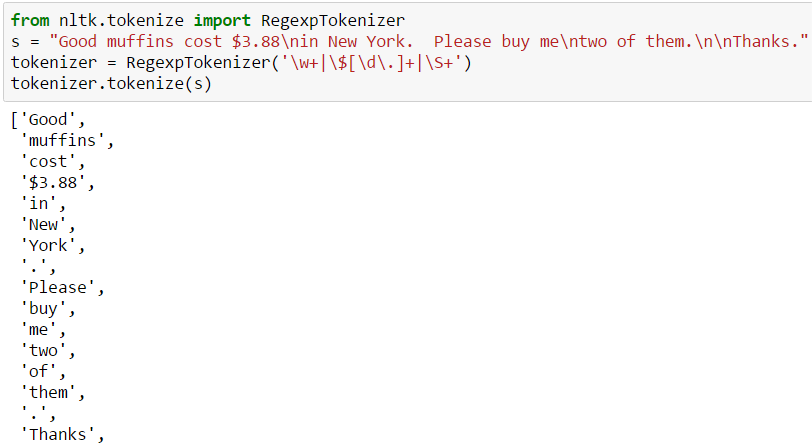 from nltk.tokenize import RegexpTokenizer
s = "Good muffins cost $3.88\nin New York.  Please buy me\ntwo of them.\n\nThanks."
tokenizer = RegexpTokenizer('\w+|\$[\d\.]+|\S+')
tokenizer.tokenize(s)
['Good',
'muffins',
'cost',
'$3.88',
'in',
'New',
'York',
'.',
'Please',
'buy',
'me',
'two',
'of',
'them',
'.',
'Thanks',